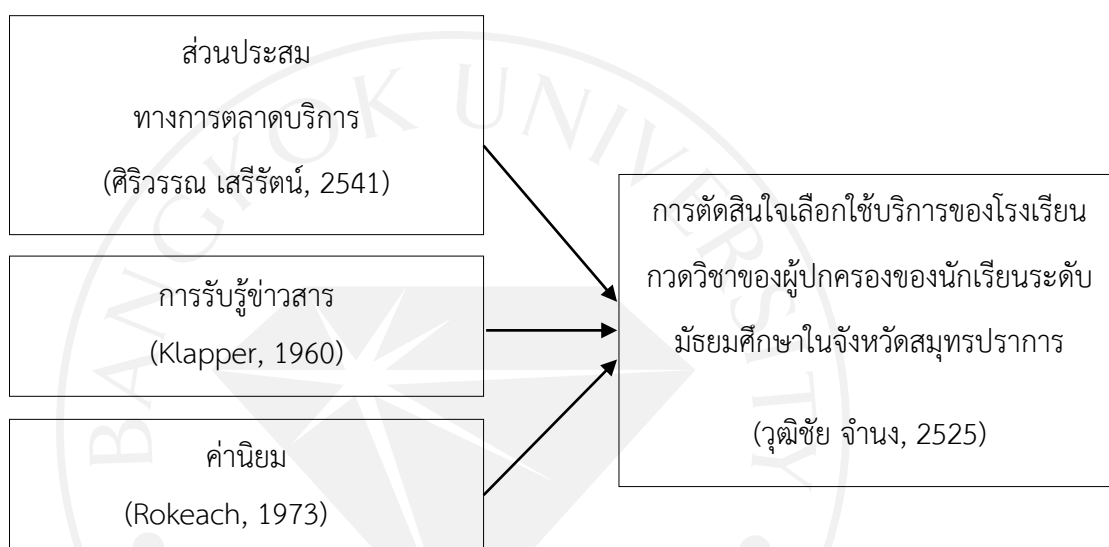 ส่วนประสม
ทางการตลาดบริการ
(ศิริวรรณ เสรีรัตน์, 2541)
การรับรู้ข่าวสาร
(Klapper, 1960)
ค่านิยม
(Rokeach, 1973)
การตัดสินใจเลือกใช้บริการของโรงเรียน
กวดวิชาของผู้ปกครองของนักเรียนระดับ
มัธยมศึกษาในจังหวัดสมุทรปราการ
(วุฒิชัย จำนง, 2525)
BANGKOK UNIVERSITY